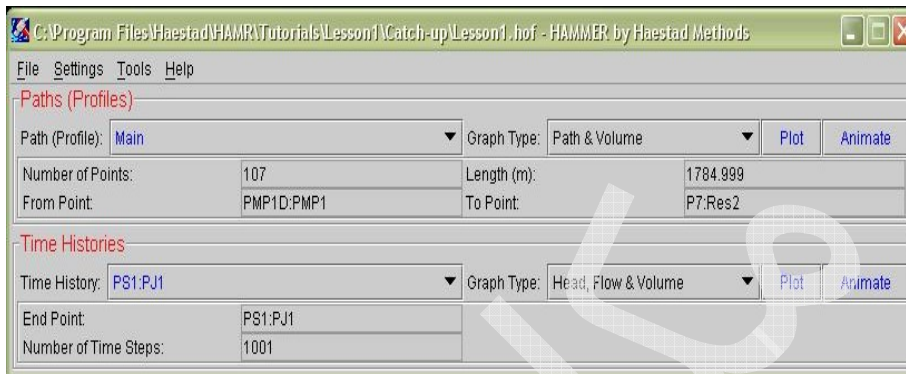 C:\Program Files\Haestad\HAMR\Tutorials\Lesson1\Catch-up\Lesson1.hof - HAMMER by Haestad Methods
File Settings Tools Help
Paths (Profiles)
Path (Profile): Main Graph Type: Path & Volume Plot Animate
Number of Points: 107 Length (m): 1784.999
From Point: PMP1D:PMP1 To Point: P7:Res2
Time Histories
Time History: PS1:PJ1 Graph Type: Head, Flow & Volume Plot Animate
End Point: PS1:PJ1
Number of Time Steps: 1001